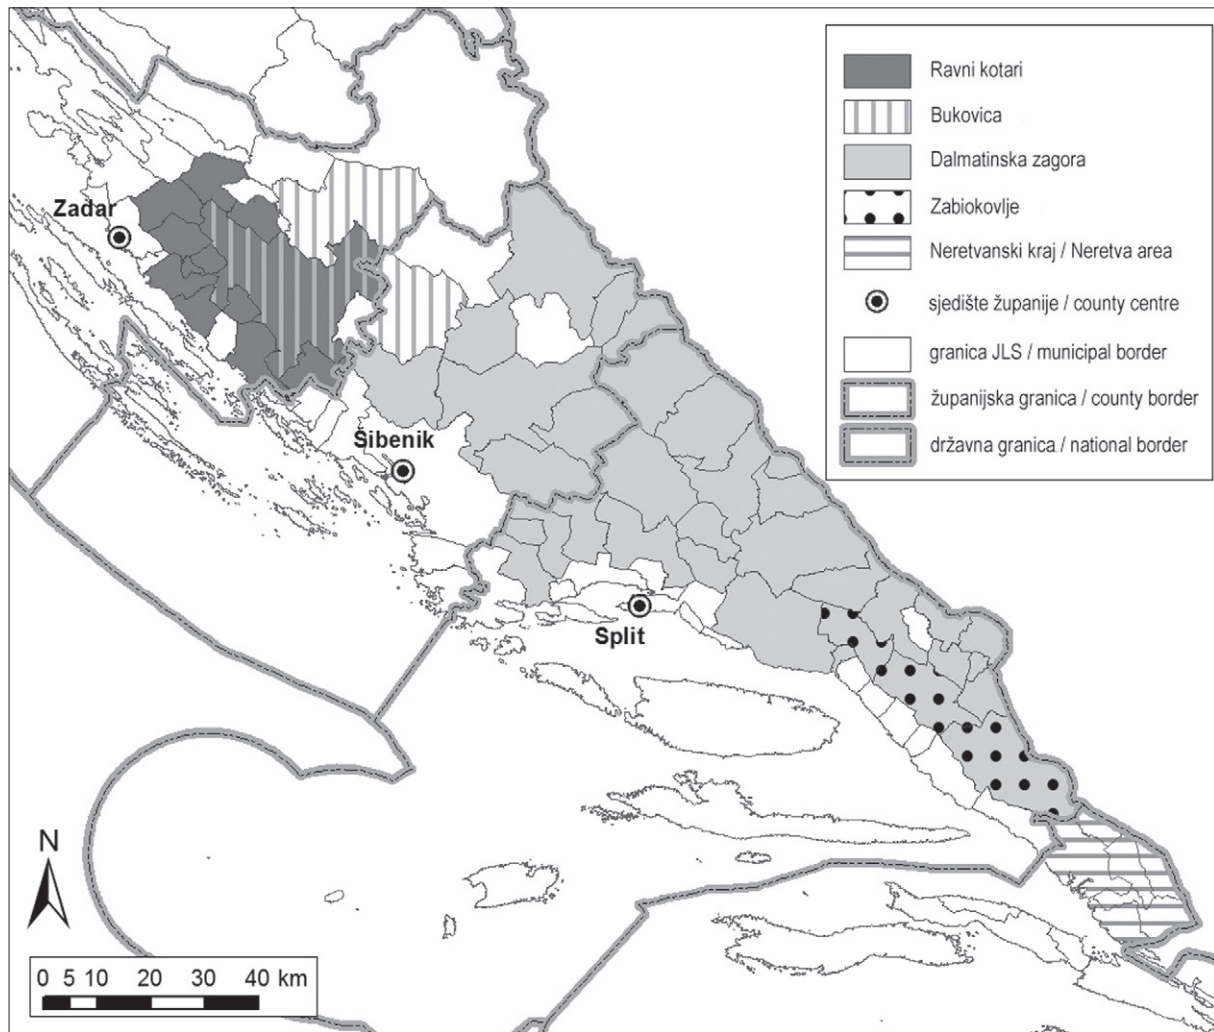 Ravni kotari
Bukovica
Dalmatinska zagora
Zabiokovlje
Neretvanski kraj / Neretva area
sjedište županije / county centre
granica JLS / municipal border
županijska granica / county border
državna granica / national border
Zadar
Šibenik
Split
N
0 5 10 20 30 40 km